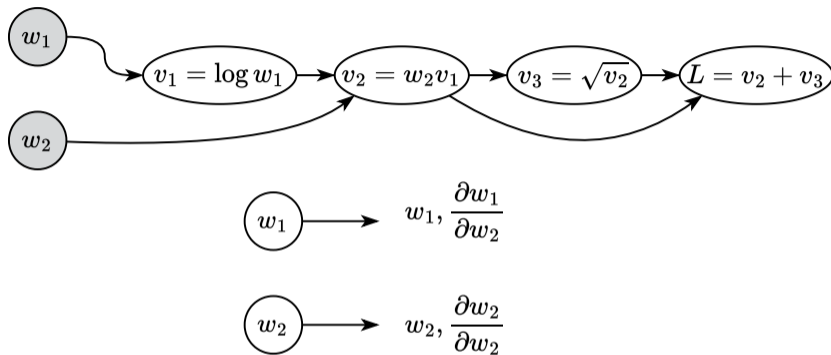 w₁
v₁ = log w₁
v₂ = w₂v₁
v₃ = √v₂
L = v₂ + v₃
w₂
w₁
w₁, ∂w₁/∂w₂
w₂
w₂, ∂w₂/∂w₂